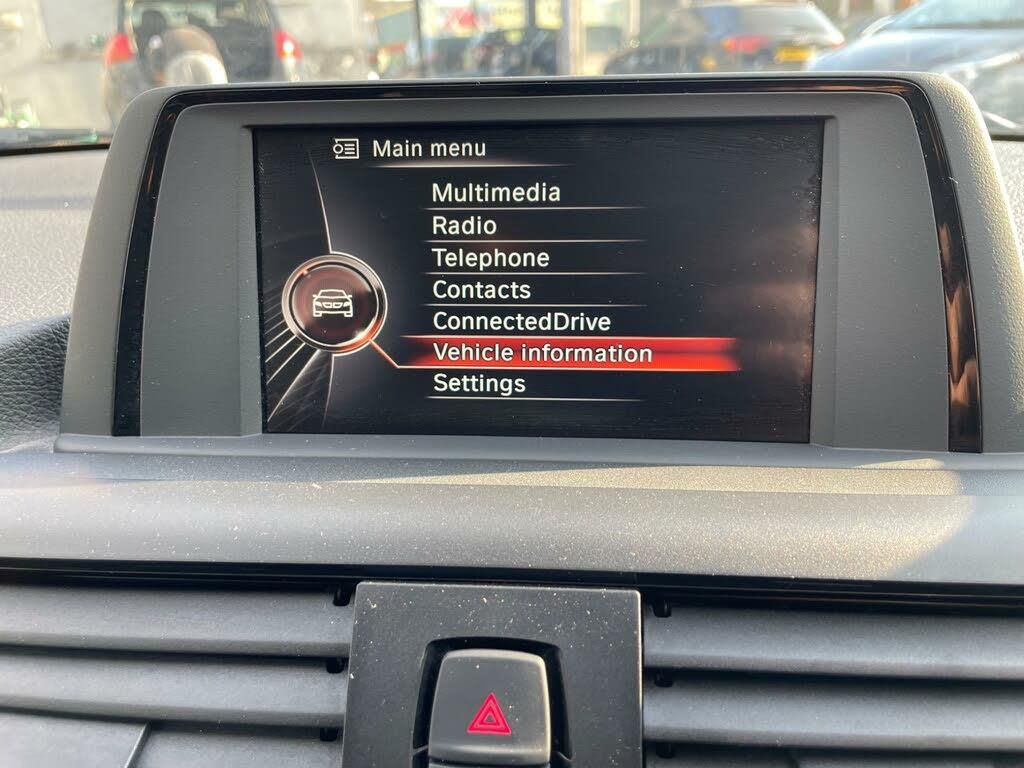 Main menu
Multimedia
Radio
Telephone
Contacts
ConnectedDrive
Vehicle information
Settings